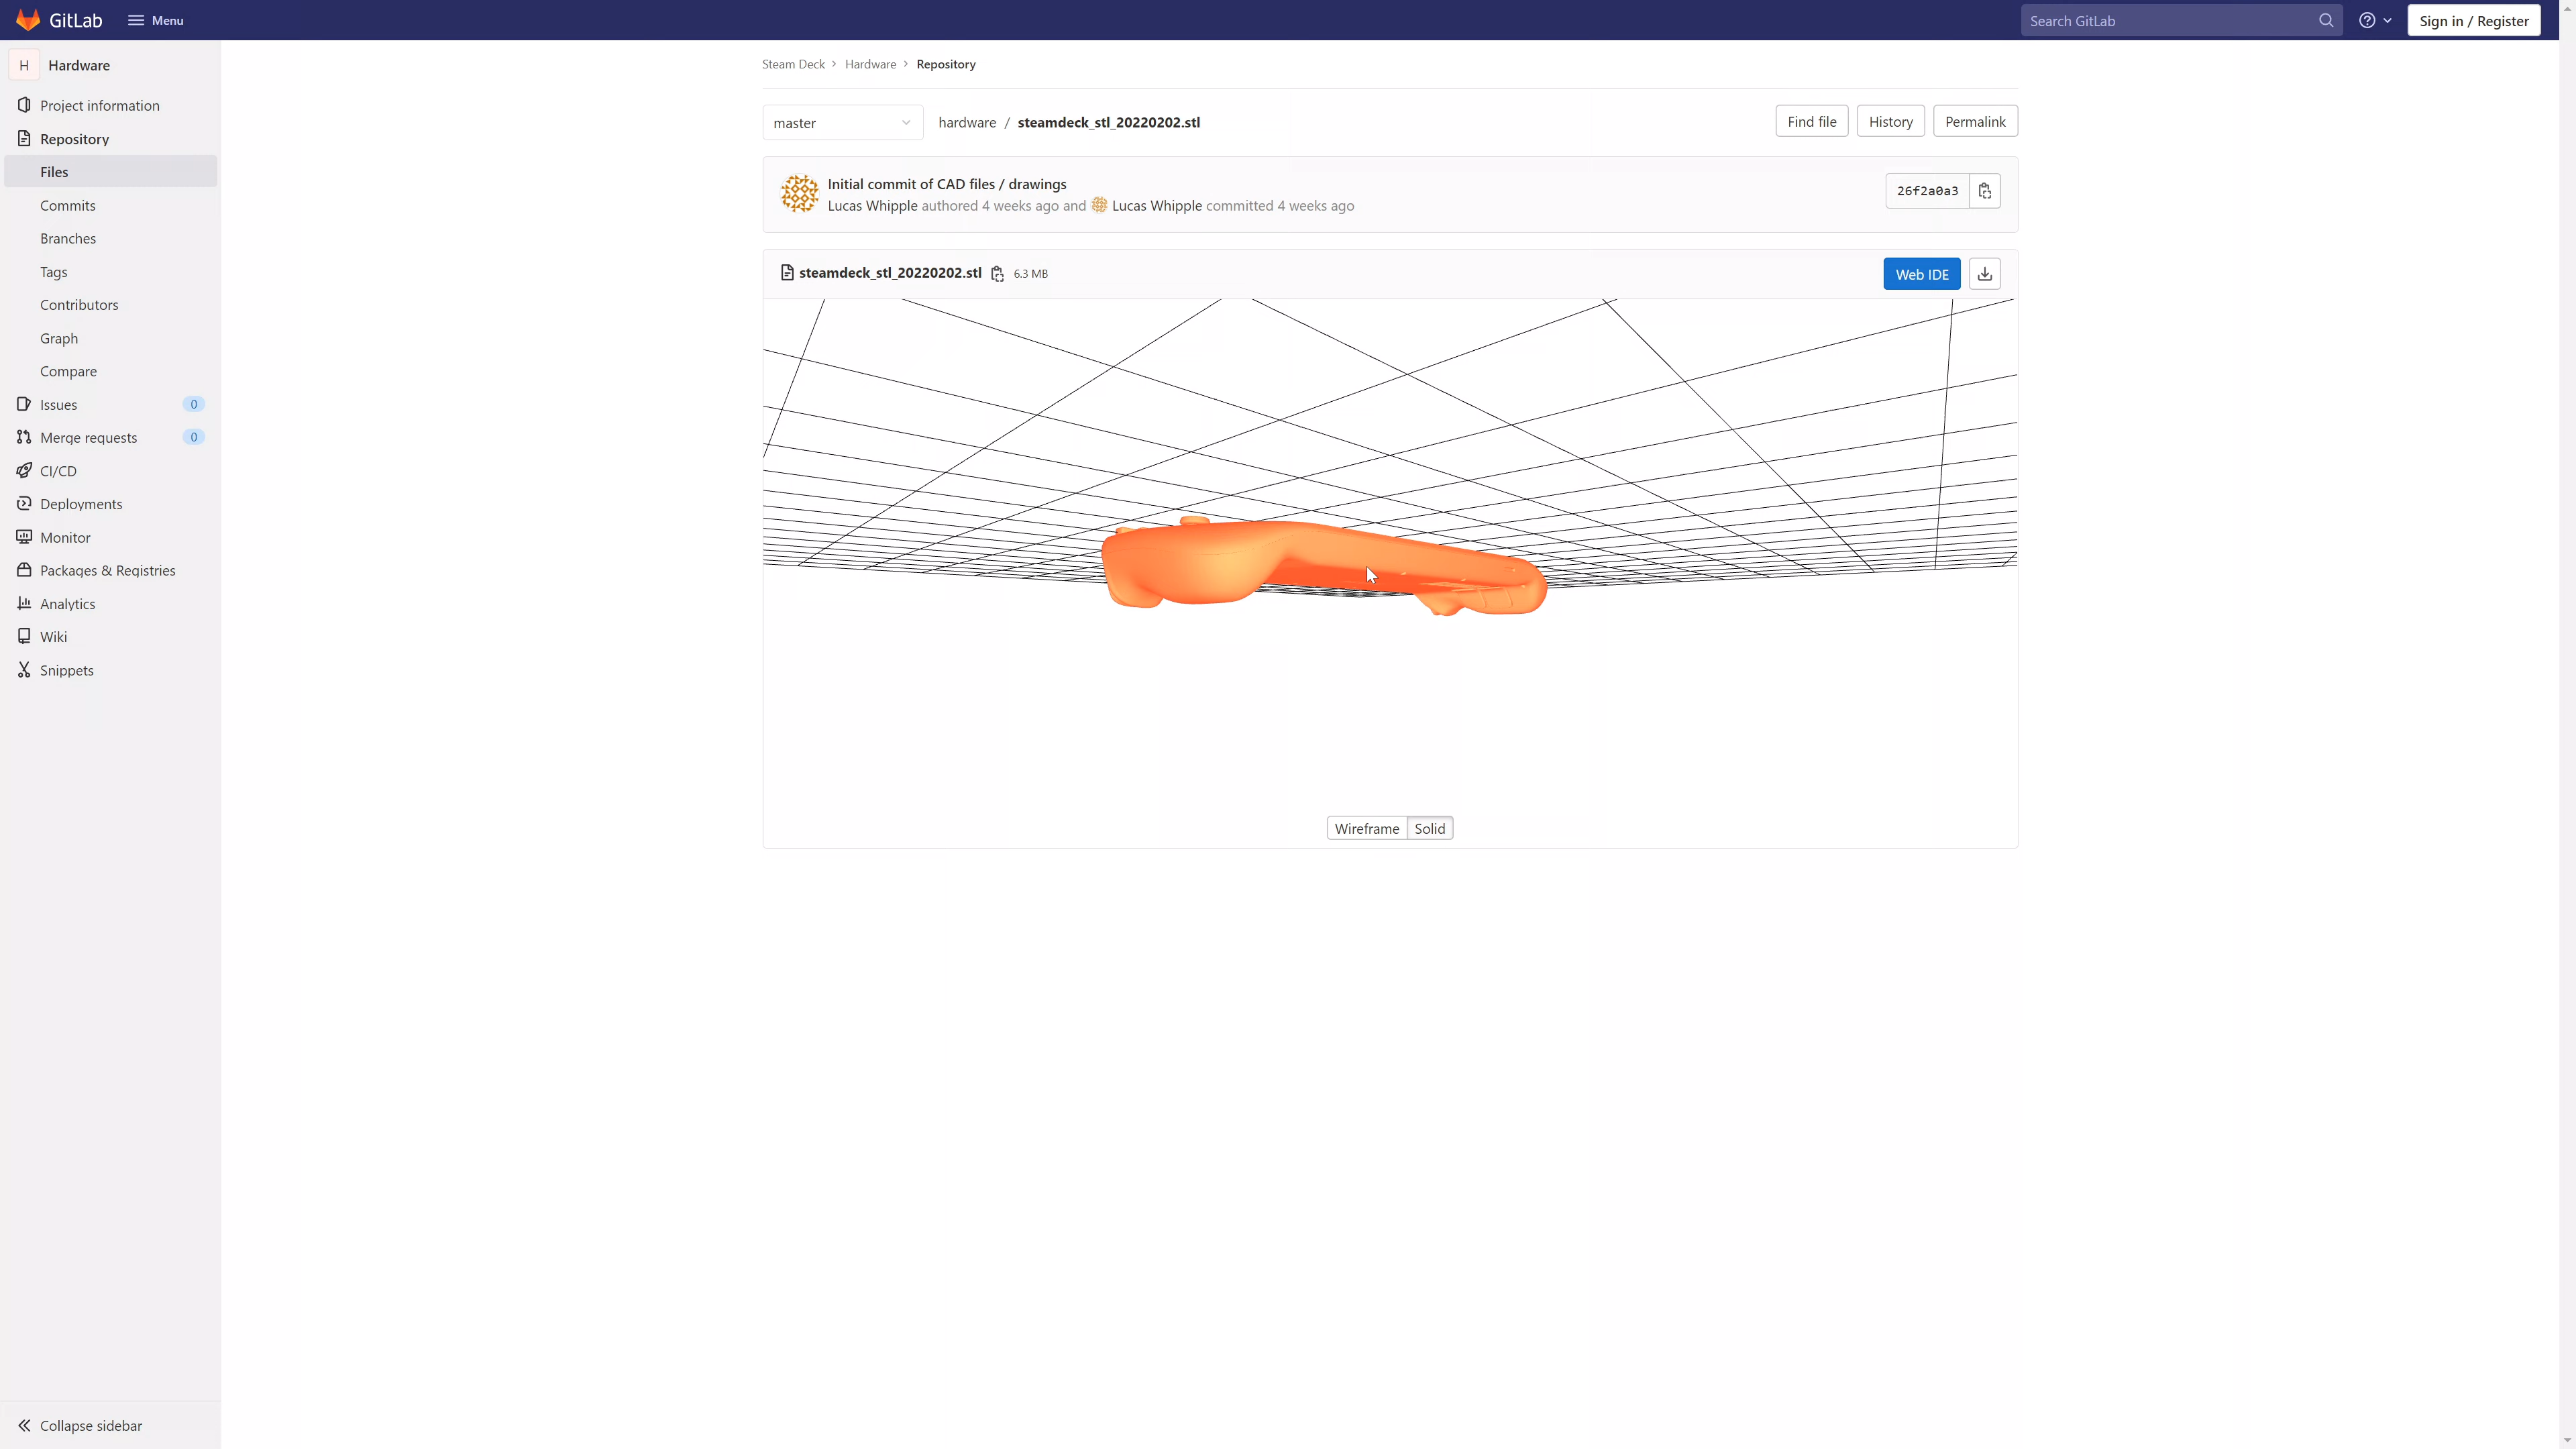 GitLab Menu Search GitLab Sign in / Register
H Hardware
Project information
Repository
Files
Commits
Branches
Tags
Contributors
Graph
Compare
Issues 0
Merge requests 0
CI/CD
Deployments
Monitor
Packages & Registries
Analytics
Wiki
Snippets
Collapse sidebar
Steam Deck > Hardware > Repository
master hardware / steamdeck_stl_20220202.stl Find file History Permalink
Initial commit of CAD files / drawings
Lucas Whipple authored 4 weeks ago and Lucas Whipple committed 4 weeks ago
26f2a0a3
steamdeck_stl_20220202.stl 6.3 MB Web IDE
Wireframe Solid